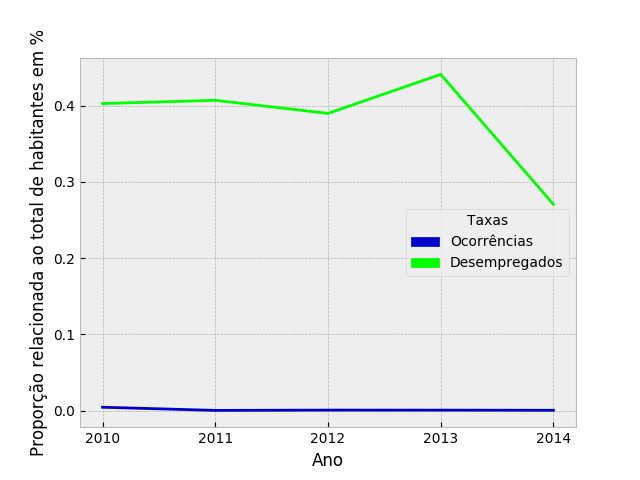 Proporção relacionada ao total de habitantes em %
0.4
0.3
0.2
0.1
0.0
Taxas
Ocorrências
Desempregados
2010 2011 2012 2013 2014
Ano